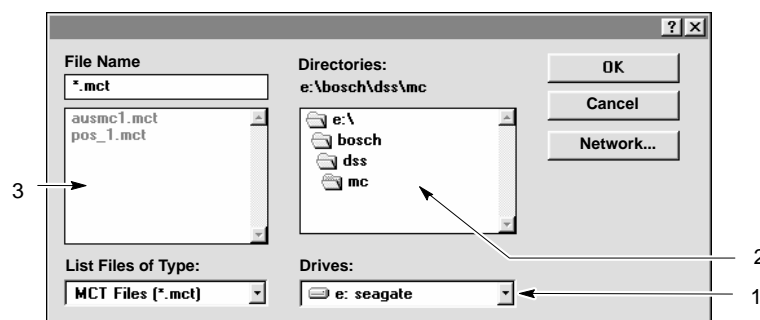 ? ×
File Name
*.mct
ausmc1.mct
pos_1.mct
List Files of Type:
MCT Files (*.mct)
Directories:
e:\bosch\dss\mc
e:\
bosch
dss
mc
Drives:
e: seagate
OK
Cancel
Network...
3
2
1